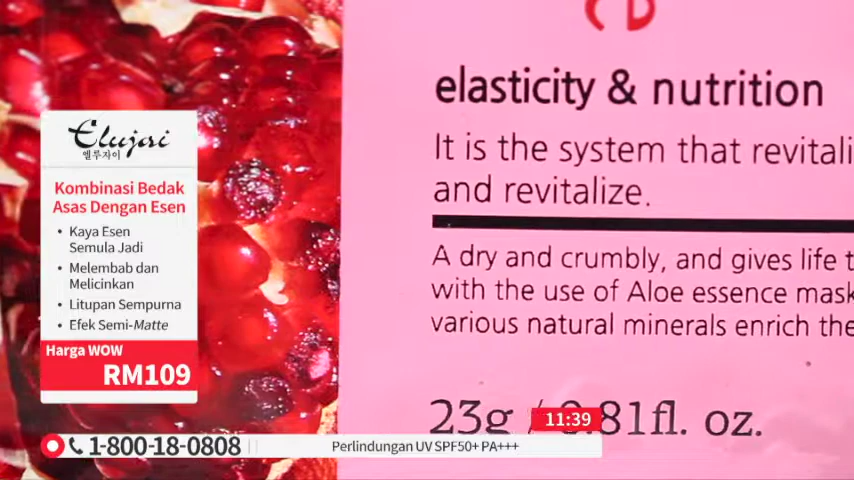 Elujai
엘루자이
Kombinasi Bedak
Asas Dengan Esen
• Kaya Esen
Semula Jadi
• Melembab dan
Melicinkan
• Litupan Sempurna
• Efek Semi-Matte
Harga WOW
RM109
elasticity & nutrition
It is the system that revitali
and revitalize.
A dry and crumbly, and gives life t
with the use of Aloe essence mask
various natural minerals enrich the
23g / 0.81fl. oz.
11:39
1-800-18-0808
Perlindungan UV SPF50+ PA+++